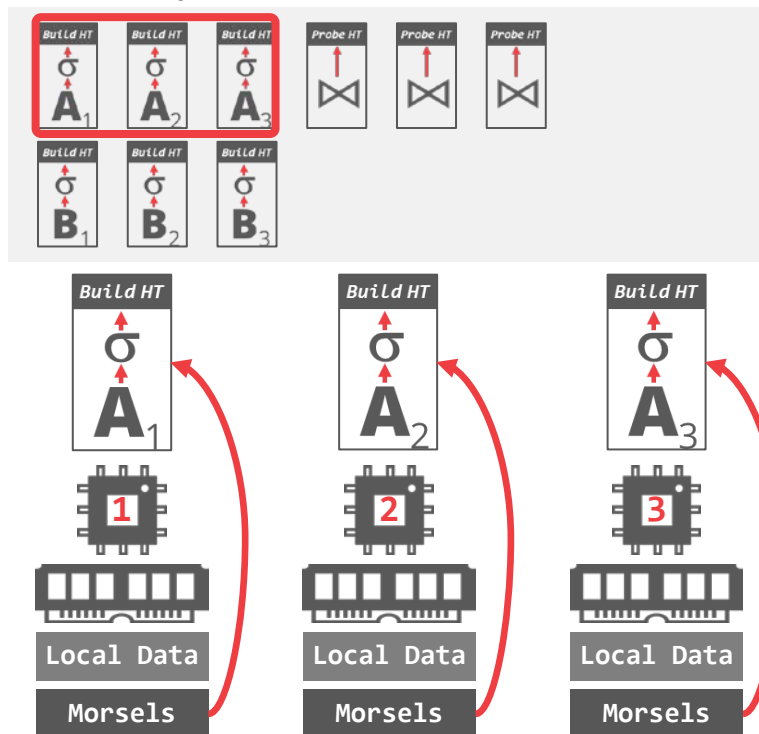 Build HT Build HT Build HT Probe HT Probe HT Probe HT
σ σ σ ⋈ ⋈ ⋈
A1 A2 A3
Build HT Build HT Build HT
σ σ σ
B1 B2 B3
Build HT Build HT Build HT
σ σ σ
A1 A2 A3
1 2 3
Local Data Local Data Local Data
Morsels Morsels Morsels